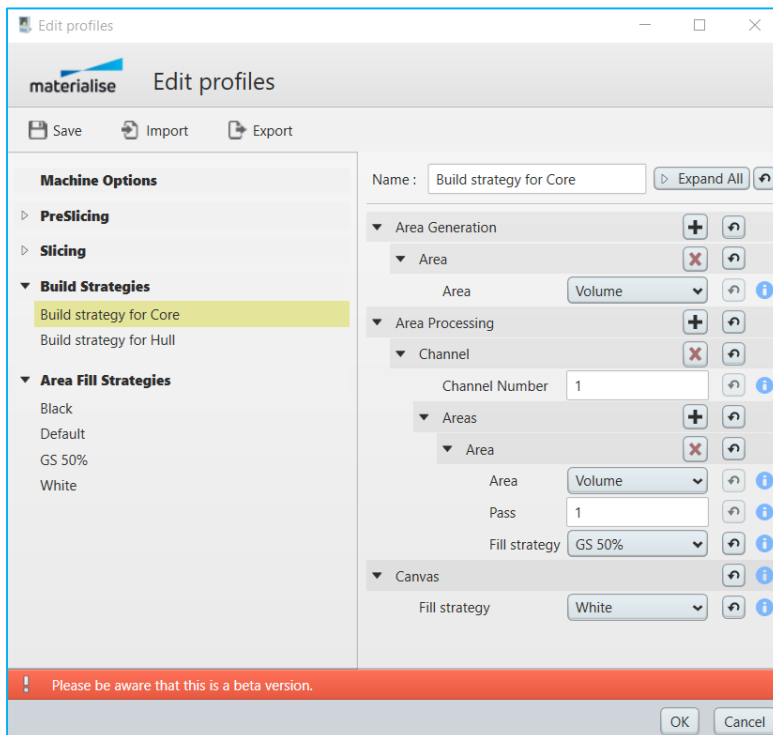 Edit profiles
materialise Edit profiles
Save Import Export
Machine Options
PreSlicing
Slicing
Build Strategies
Build strategy for Core
Build strategy for Hull
Area Fill Strategies
Black
Default
GS 50%
White
Name : Build strategy for Core Expand All
Area Generation
Area
Area Volume
Area Processing
Channel
Channel Number 1
Areas
Area
Area Volume
Pass 1
Fill strategy GS 50%
Canvas
Fill strategy White
! Please be aware that this is a beta version.
OK Cancel